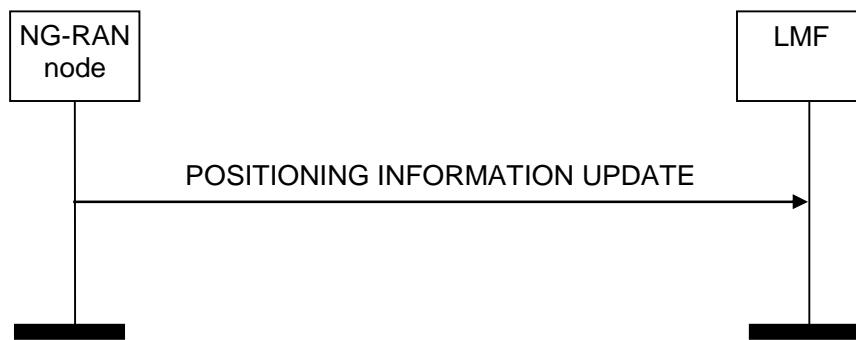 NG-RAN
node
LMF
POSITIONING INFORMATION UPDATE